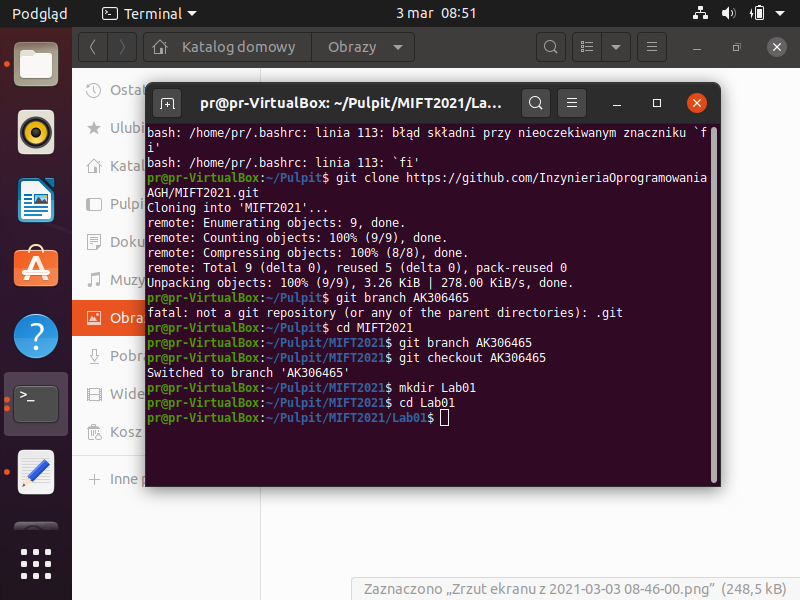 Podgląd
Terminal
3 mar 08:51
Katalog domowy
Obrazy
Osta
Ulubi
Katal
Pulpi
Doku
Muzy
Obra
Pobra
Wide
Kosz
Inne p
pr@pr-VirtualBox: ~/Pulpit/MIFT2021/La...
bash: /home/pr/.bashrc: linia 113: błąd składni przy nieoczekiwanym znaczniku `f
i'
bash: /home/pr/.bashrc: linia 113: `fi'
pr@pr-VirtualBox:~/Pulpit$ git clone https://github.com/InzynieriaOprogramowania
AGH/MIFT2021.git
Cloning into 'MIFT2021'...
remote: Enumerating objects: 9, done.
remote: Counting objects: 100% (9/9), done.
remote: Compressing objects: 100% (8/8), done.
remote: Total 9 (delta 0), reused 5 (delta 0), pack-reused 0
Unpacking objects: 100% (9/9), 3.26 KiB | 278.00 KiB/s, done.
pr@pr-VirtualBox:~/Pulpit$ git branch AK306465
fatal: not a git repository (or any of the parent directories): .git
pr@pr-VirtualBox:~/Pulpit$ cd MIFT2021
pr@pr-VirtualBox:~/Pulpit/MIFT2021$ git branch AK306465
pr@pr-VirtualBox:~/Pulpit/MIFT2021$ git checkout AK306465
Switched to branch 'AK306465'
pr@pr-VirtualBox:~/Pulpit/MIFT2021$ mkdir Lab01
pr@pr-VirtualBox:~/Pulpit/MIFT2021$ cd Lab01
pr@pr-VirtualBox:~/Pulpit/MIFT2021/Lab01$
Zaznaczono „Zrzut ekranu z 2021-03-03 08-46-00.png” (248,5 kB)